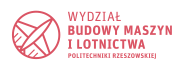 WYDZIAŁ
BUDOWY MASZYN
I LOTNICTWA
POLITECHNIKI RZESZOWSKIEJ